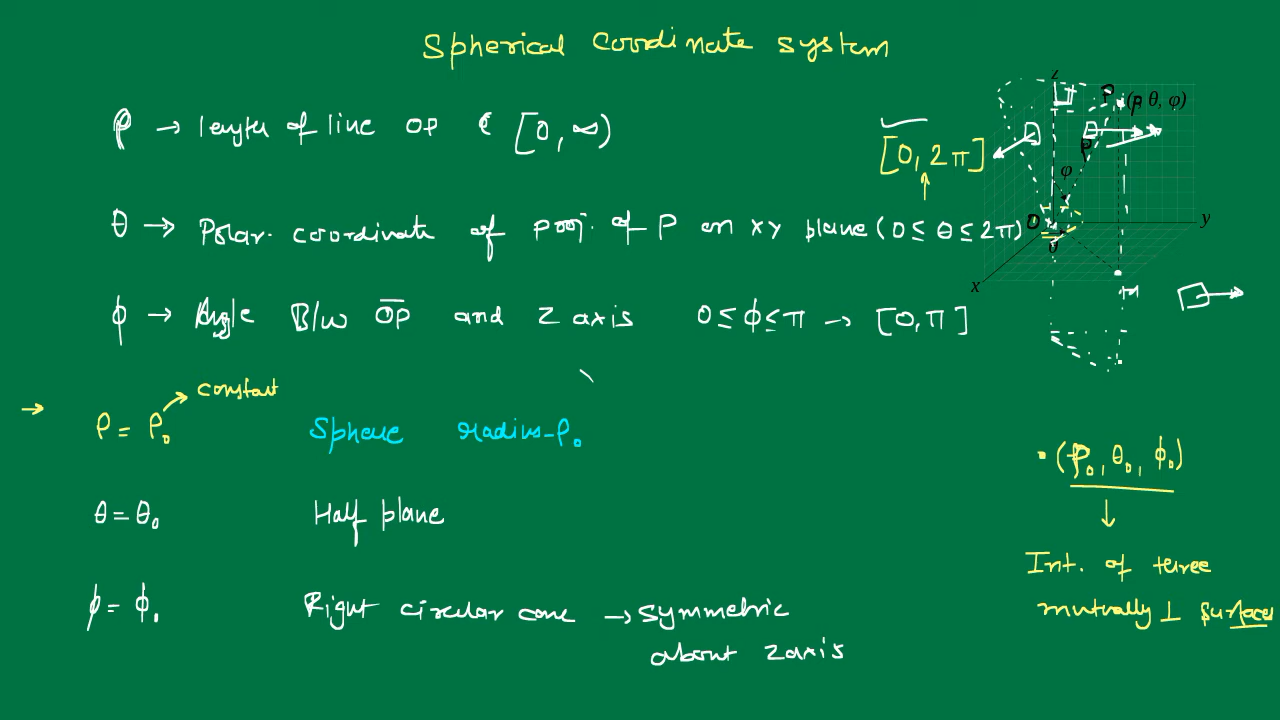 Spherical Coordinate system
ρ → length of line OP ∈ [0, ∞)
[0, 2π]
θ → Polar. coordinate of proj. of P on xy plane (0 ≤ θ ≤ 2π)
ϕ → Angle B/w OP and Z axis 0 ≤ ϕ ≤ π → [0, π]
z
P (ρ, θ, φ)
ρ
φ
O
θ
y
x
M
→ ρ = ρ₀ → constant Sphere radius - ρ₀
θ = θ₀ Half plane
ϕ = ϕ₀ Right circular cone → symmetric
about z axis
• (ρ₀, θ₀, ϕ₀)
↓
Int. of three
mutually ⊥ surfaces